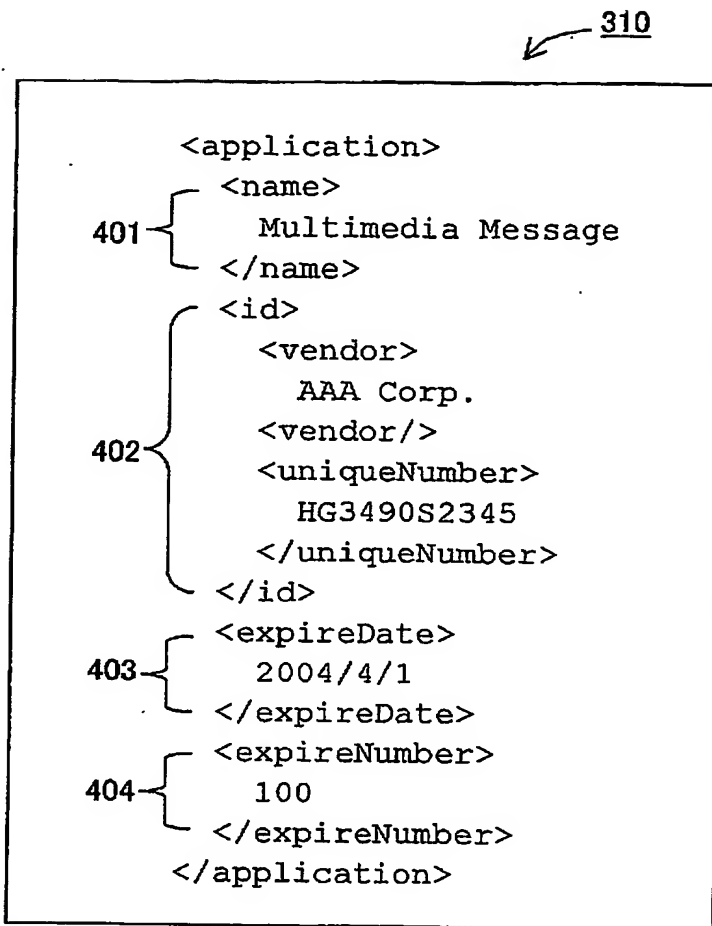 310
<application>
401 <name>
Multimedia Message
</name>
402 <id>
<vendor>
AAA Corp.
<vendor/>
<uniqueNumber>
HG3490S2345
</uniqueNumber>
</id>
403 <expireDate>
2004/4/1
</expireDate>
404 <expireNumber>
100
</expireNumber>
</application>